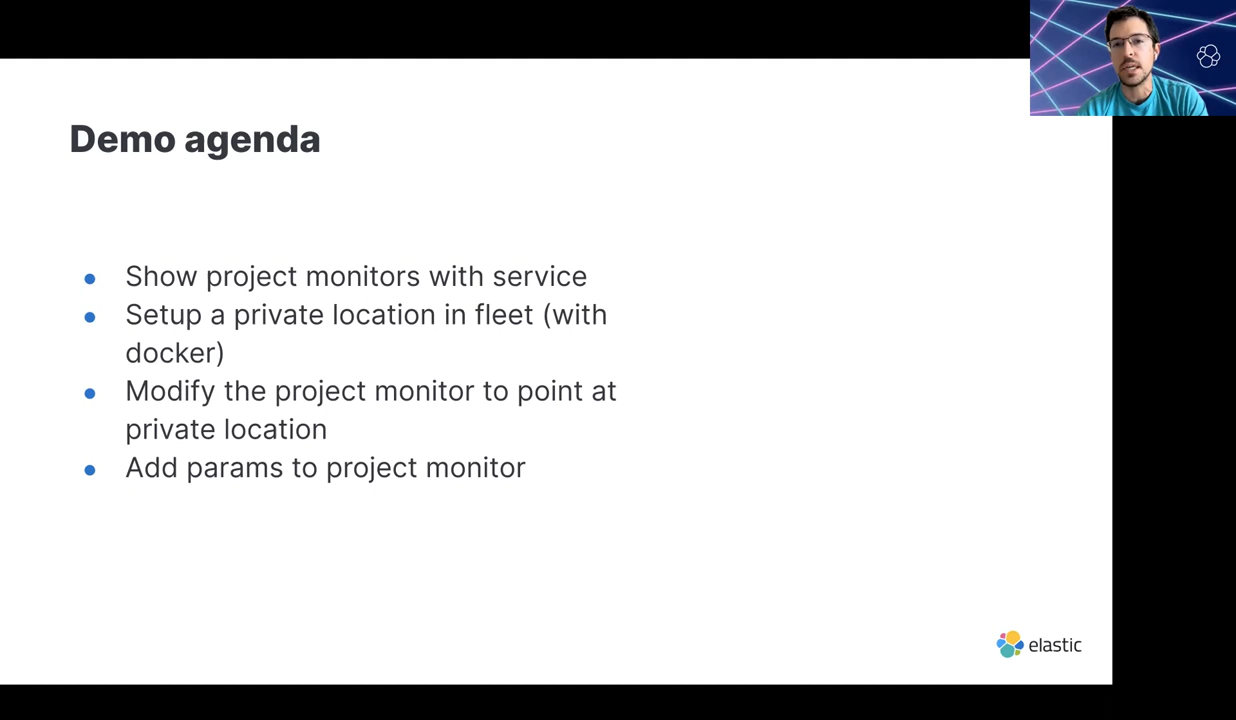 Demo agenda
Show project monitors with service
Setup a private location in fleet (with
docker)
Modify the project monitor to point at
private location
Add params to project monitor
elastic